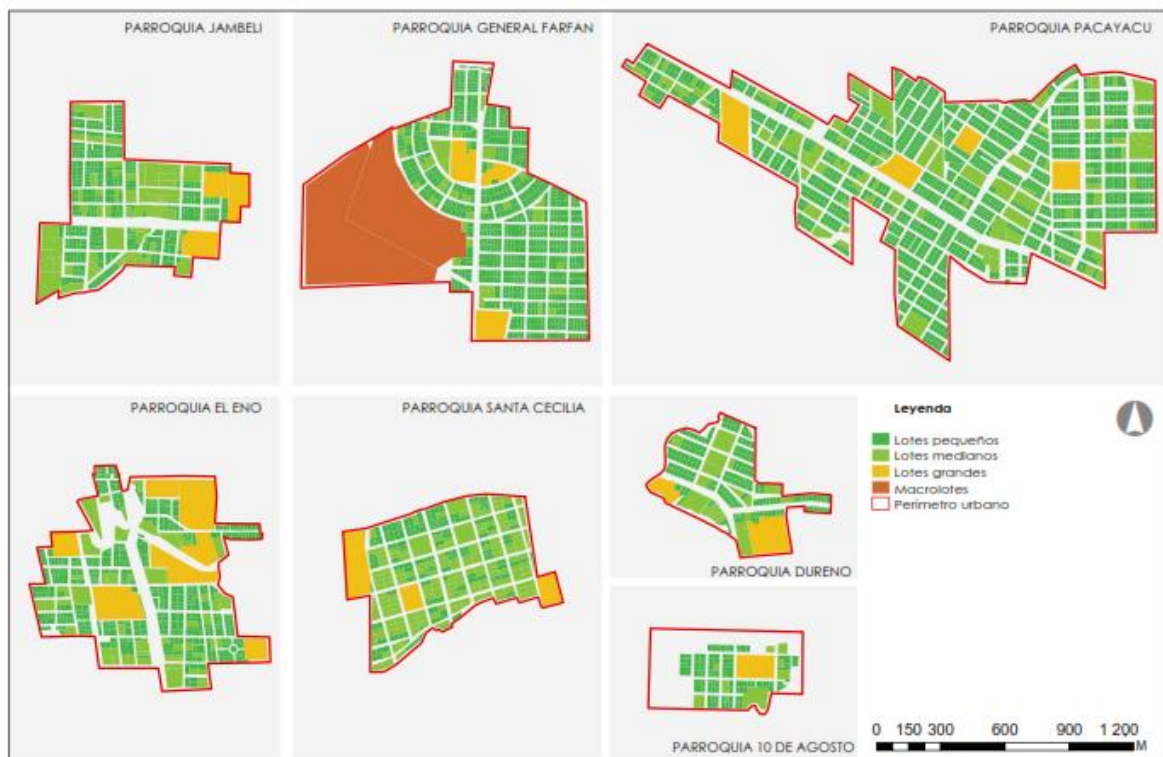 PARROQUIA JAMBELI
PARROQUIA GENERAL FARFAN
PARROQUIA PACAYACU
PARROQUIA EL ENO
PARROQUIA SANTA CECILIA
PARROQUIA DURENO
PARROQUIA 10 DE AGOSTO
Leyenda
Lotes pequeños
Lotes medianos
Lotes grandes
Macrolotes
Perímetro urbano
0 150 300 600 900 1 200
M